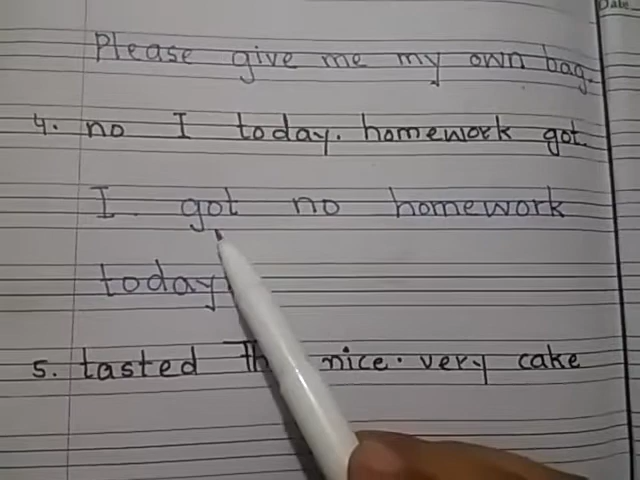 Date
Please give me my own bag.
4. no I today. homework got.
I got no homework
today
5. tasted nice. very cake